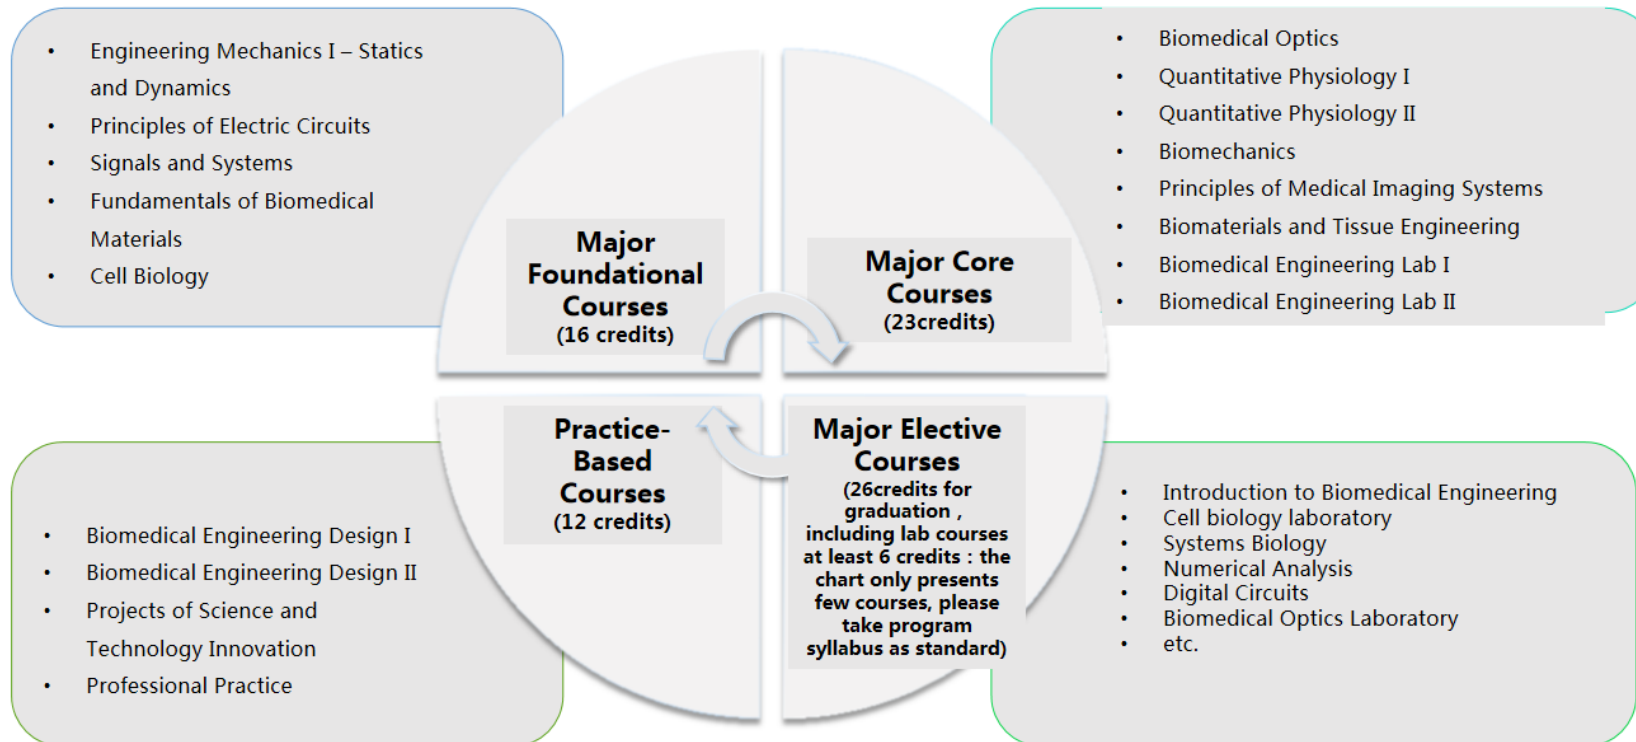 • Engineering Mechanics I – Statics
and Dynamics
• Principles of Electric Circuits
• Signals and Systems
• Fundamentals of Biomedical
Materials
• Cell Biology
Major
Foundational
Courses
(16 credits)
Major Core
Courses
(23credits)
• Biomedical Optics
• Quantitative Physiology I
• Quantitative Physiology II
• Biomechanics
• Principles of Medical Imaging Systems
• Biomaterials and Tissue Engineering
• Biomedical Engineering Lab I
• Biomedical Engineering Lab II
• Biomedical Engineering Design I
• Biomedical Engineering Design II
• Projects of Science and
Technology Innovation
• Professional Practice
Practice-
Based
Courses
(12 credits)
Major Elective
Courses
(26credits for
graduation ,
including lab courses
at least 6 credits : the
chart only presents
few courses, please
take program
syllabus as standard)
• Introduction to Biomedical Engineering
• Cell biology laboratory
• Systems Biology
• Numerical Analysis
• Digital Circuits
• Biomedical Optics Laboratory
• etc.